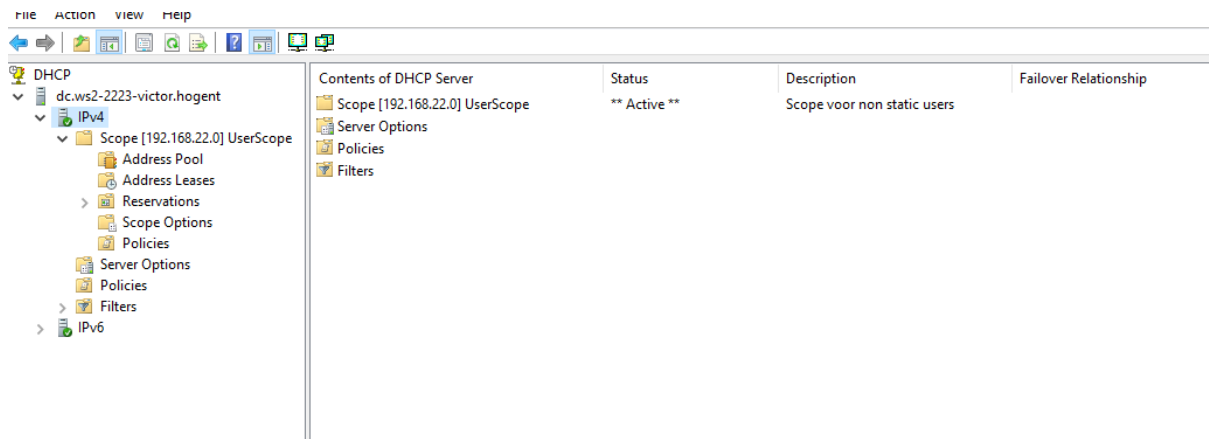 File Action View Help
DHCP
dc.ws2-2223-victor.hogent
IPv4
Scope [192.168.22.0] UserScope
Address Pool
Address Leases
Reservations
Scope Options
Policies
Server Options
Policies
Filters
IPv6
Contents of DHCP Server Status Description Failover Relationship
Scope [192.168.22.0] UserScope ** Active ** Scope voor non static users
Server Options
Policies
Filters